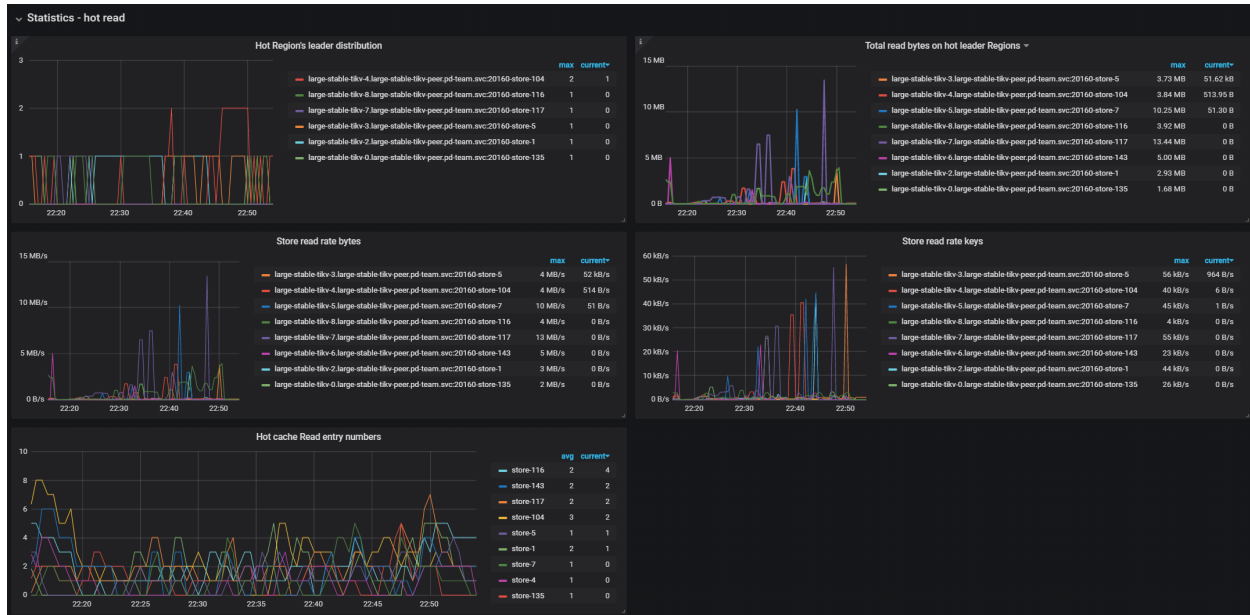 Statistics - hot read
Hot Region's leader distribution
3
2
1
0
22:20 22:30 22:40 22:50
max current
large-stable-tikv-4.large-stable-tikv-peer.pd-team.svc:20160-store-104 2 1
large-stable-tikv-8.large-stable-tikv-peer.pd-team.svc:20160-store-116 1 0
large-stable-tikv-7.large-stable-tikv-peer.pd-team.svc:20160-store-117 1 0
large-stable-tikv-3.large-stable-tikv-peer.pd-team.svc:20160-store-5 1 0
large-stable-tikv-2.large-stable-tikv-peer.pd-team.svc:20160-store-1 1 0
large-stable-tikv-0.large-stable-tikv-peer.pd-team.svc:20160-store-135 1 0
Total read bytes on hot leader Regions
15 MB
10 MB
5 MB
0 B
22:20 22:30 22:40 22:50
max current
large-stable-tikv-3.large-stable-tikv-peer.pd-team.svc:20160-store-5 3.73 MB 51.62 kB
large-stable-tikv-4.large-stable-tikv-peer.pd-team.svc:20160-store-104 3.84 MB 513.95 B
large-stable-tikv-5.large-stable-tikv-peer.pd-team.svc:20160-store-7 10.25 MB 51.30 B
large-stable-tikv-8.large-stable-tikv-peer.pd-team.svc:20160-store-116 3.92 MB 0 B
large-stable-tikv-7.large-stable-tikv-peer.pd-team.svc:20160-store-117 13.44 MB 0 B
large-stable-tikv-6.large-stable-tikv-peer.pd-team.svc:20160-store-143 5.00 MB 0 B
large-stable-tikv-2.large-stable-tikv-peer.pd-team.svc:20160-store-1 2.93 MB 0 B
large-stable-tikv-0.large-stable-tikv-peer.pd-team.svc:20160-store-135 1.68 MB 0 B
Store read rate bytes
15 MB/s
10 MB/s
5 MB/s
0 B/s
22:20 22:30 22:40 22:50
max current
large-stable-tikv-3.large-stable-tikv-peer.pd-team.svc:20160-store-5 4 MB/s 52 kB/s
large-stable-tikv-4.large-stable-tikv-peer.pd-team.svc:20160-store-104 4 MB/s 514 B/s
large-stable-tikv-5.large-stable-tikv-peer.pd-team.svc:20160-store-7 10 MB/s 51 B/s
large-stable-tikv-8.large-stable-tikv-peer.pd-team.svc:20160-store-116 4 MB/s 0 B/s
large-stable-tikv-7.large-stable-tikv-peer.pd-team.svc:20160-store-117 13 MB/s 0 B/s
large-stable-tikv-6.large-stable-tikv-peer.pd-team.svc:20160-store-143 5 MB/s 0 B/s
large-stable-tikv-2.large-stable-tikv-peer.pd-team.svc:20160-store-1 3 MB/s 0 B/s
large-stable-tikv-0.large-stable-tikv-peer.pd-team.svc:20160-store-135 2 MB/s 0 B/s
Store read rate keys
60 kB/s
50 kB/s
40 kB/s
30 kB/s
20 kB/s
10 kB/s
0 B/s
22:20 22:30 22:40 22:50
max current
large-stable-tikv-3.large-stable-tikv-peer.pd-team.svc:20160-store-5 56 kB/s 964 B/s
large-stable-tikv-4.large-stable-tikv-peer.pd-team.svc:20160-store-104 40 kB/s 6 B/s
large-stable-tikv-5.large-stable-tikv-peer.pd-team.svc:20160-store-7 45 kB/s 1 B/s
large-stable-tikv-8.large-stable-tikv-peer.pd-team.svc:20160-store-116 4 kB/s 0 B/s
large-stable-tikv-7.large-stable-tikv-peer.pd-team.svc:20160-store-117 55 kB/s 0 B/s
large-stable-tikv-6.large-stable-tikv-peer.pd-team.svc:20160-store-143 23 kB/s 0 B/s
large-stable-tikv-2.large-stable-tikv-peer.pd-team.svc:20160-store-1 44 kB/s 0 B/s
large-stable-tikv-0.large-stable-tikv-peer.pd-team.svc:20160-store-135 26 kB/s 0 B/s
Hot cache Read entry numbers
10
8
6
4
2
0
22:20 22:25 22:30 22:35 22:40 22:45 22:50
avg current
store-116 2 4
store-143 2 2
store-117 2 2
store-104 3 2
store-5 1 1
store-1 2 1
store-7 1 0
store-4 1 0
store-135 1 0